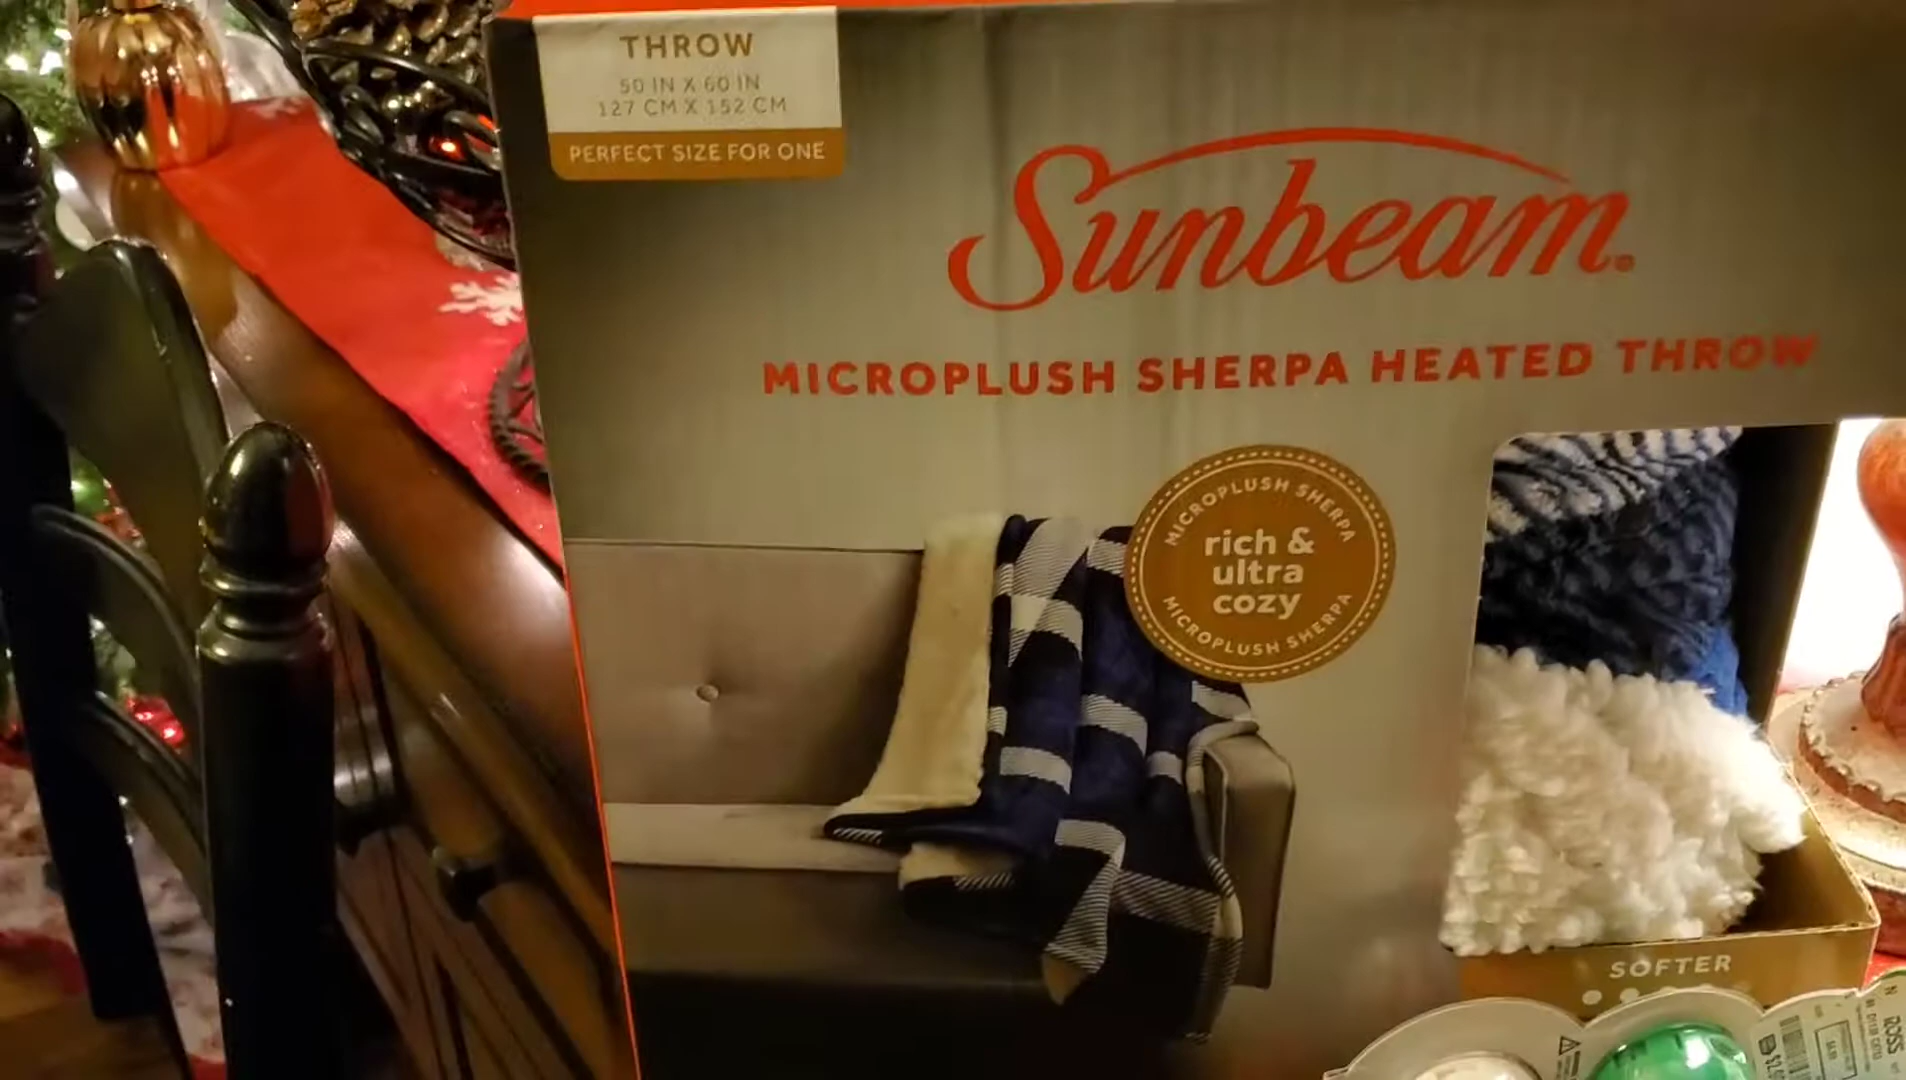 THROW
50 IN X 60 IN
127 CM X 152 CM
PERFECT SIZE FOR ONE
Sunbeam.
MICROPLUSH SHERPA HEATED THROW
MICROPLUSH SHERPA
rich &
ultra
cozy
MICROPLUSH SHERPA
SOFTER
ROSS